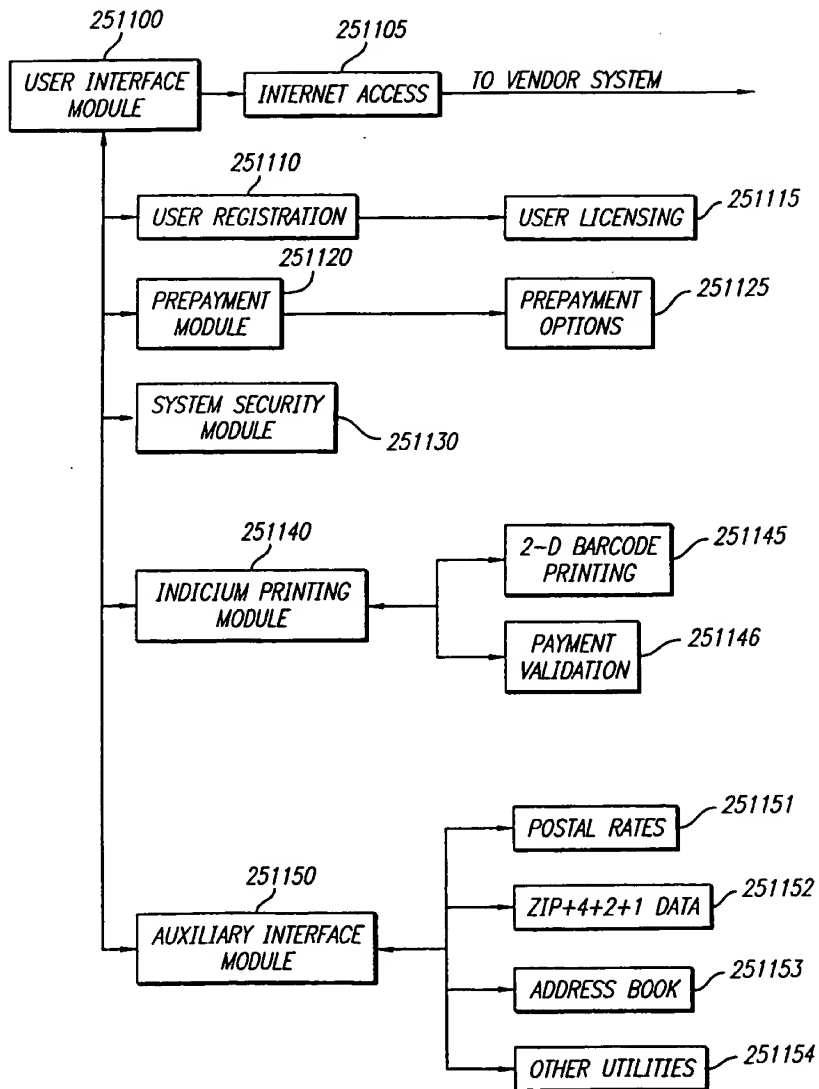 251100
USER INTERFACE
MODULE
251105
INTERNET ACCESS
TO VENDOR SYSTEM
251110
USER REGISTRATION
USER LICENSING
251115
251120
PREPAYMENT
MODULE
PREPAYMENT
OPTIONS
251125
SYSTEM SECURITY
MODULE
251130
251140
INDICIUM PRINTING
MODULE
2-D BARCODE
PRINTING
251145
PAYMENT
VALIDATION
251146
251150
AUXILIARY INTERFACE
MODULE
POSTAL RATES
251151
ZIP+4+2+1 DATA
251152
ADDRESS BOOK
251153
OTHER UTILITIES
251154